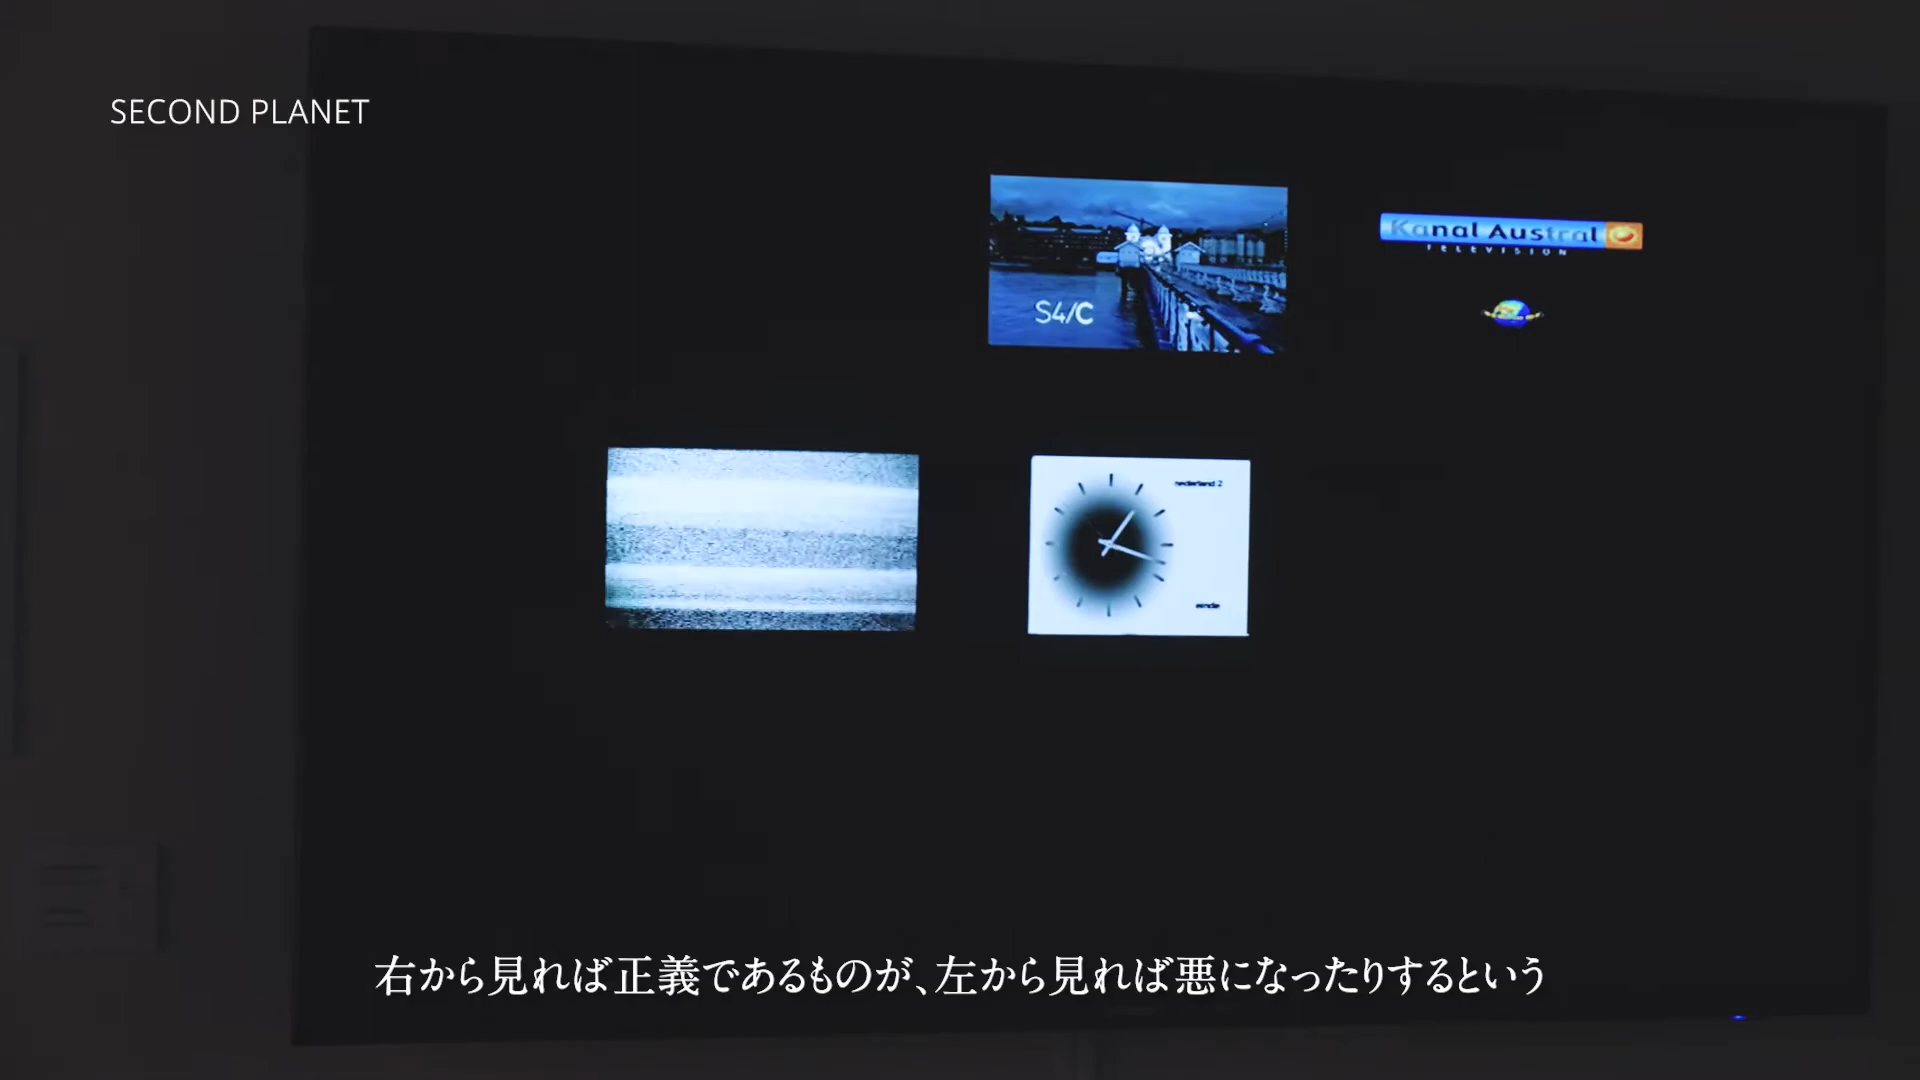 SECOND PLANET
S4/C
Kanal Austral
TELEVISION
nederland 2
einde
右から見れば正義であるものが、左から見れば悪になったりするという